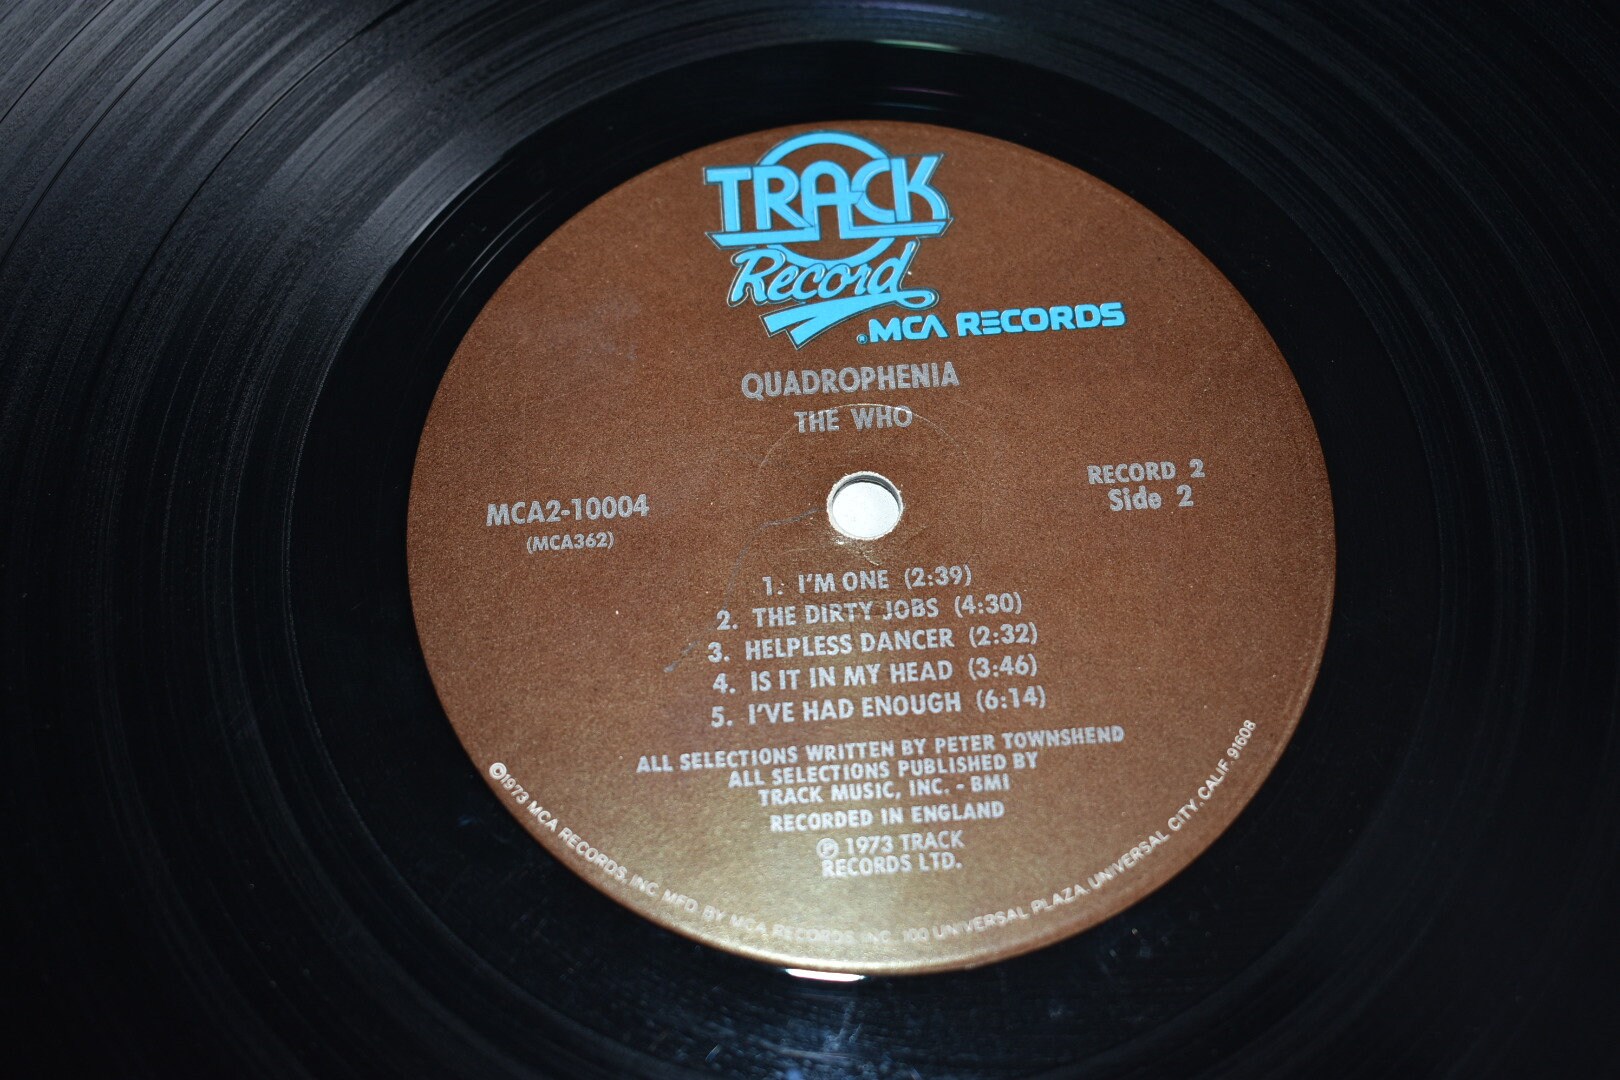 TRACK
Record
® MCA RECORDS
QUADROPHENIA
THE WHO
MCA2-10004
(MCA362)
RECORD 2
Side 2
1. I'M ONE (2:39)
2. THE DIRTY JOBS (4:30)
3. HELPLESS DANCER (2:32)
4. IS IT IN MY HEAD (3:46)
5. I'VE HAD ENOUGH (6:14)
ALL SELECTIONS WRITTEN BY PETER TOWNSHEND
ALL SELECTIONS PUBLISHED BY
TRACK MUSIC, INC. - BMI
RECORDED IN ENGLAND
℗ 1973 TRACK
RECORDS LTD.
©1973 MCA RECORDS, INC. MFD. BY MCA RECORDS, INC. 100 UNIVERSAL PLAZA, UNIVERSAL CITY, CALIF. 91608